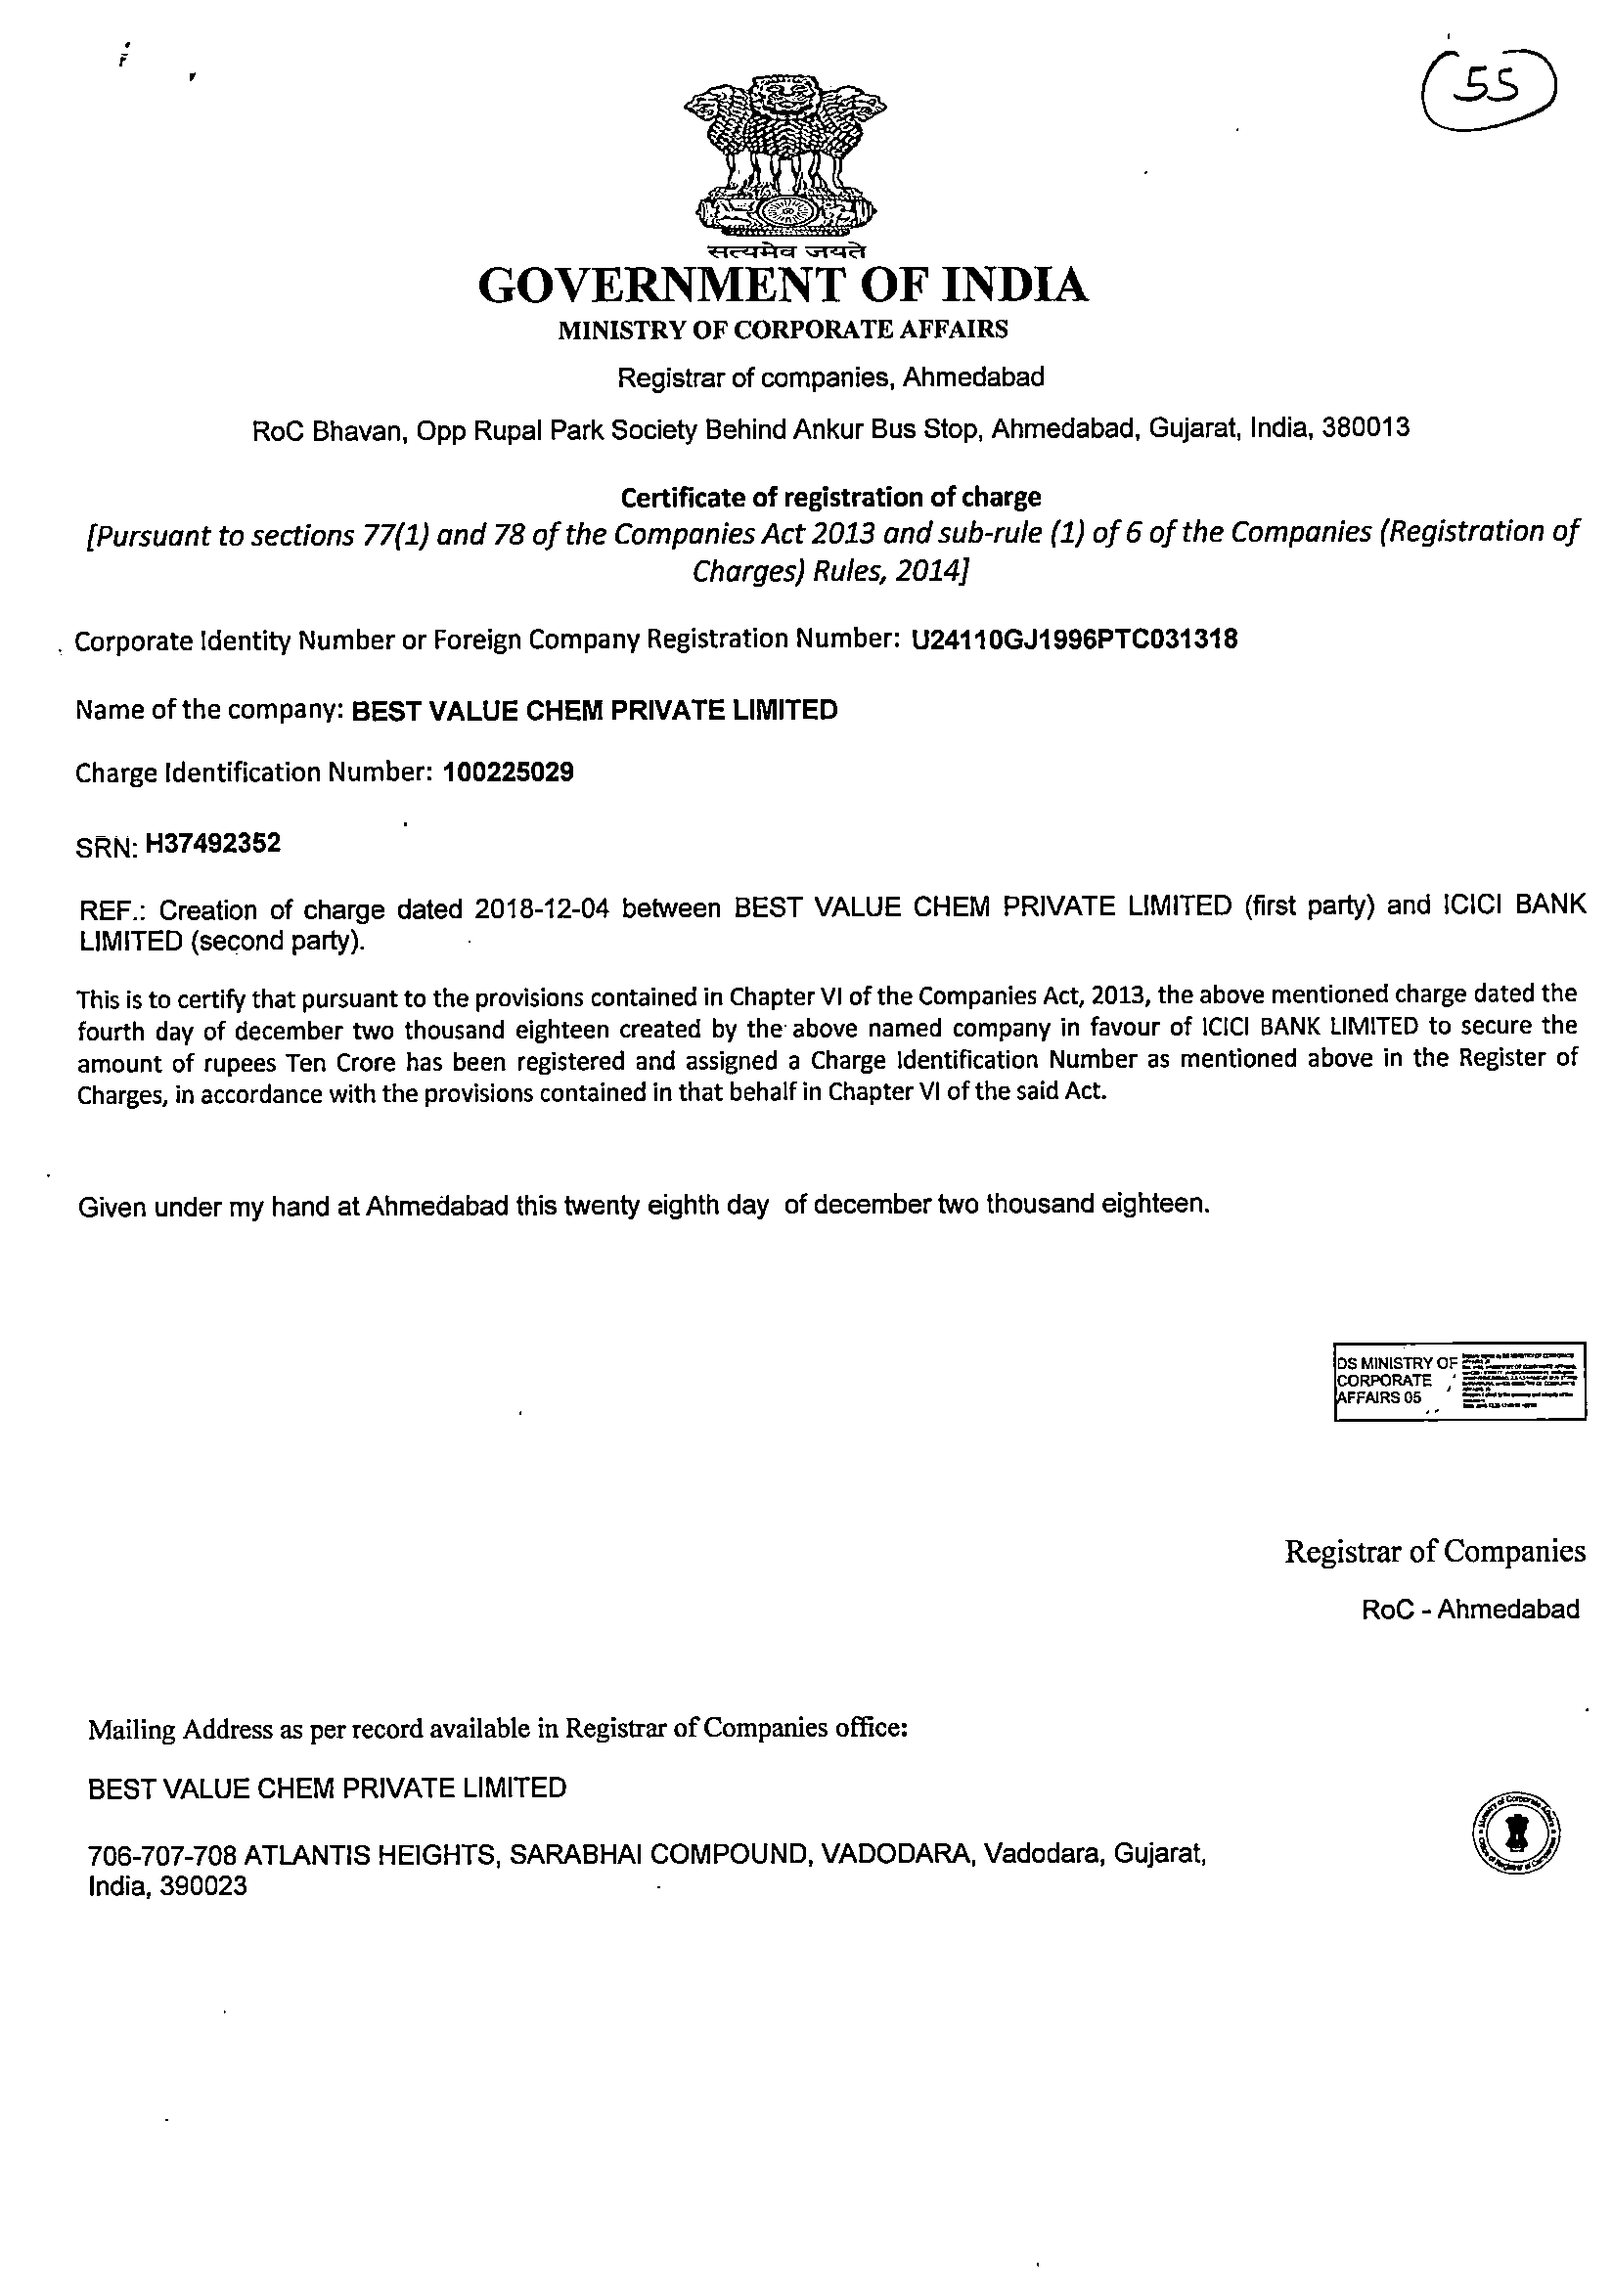 55
सत्यमेव जयते
GOVERNMENT OF INDIA
MINISTRY OF CORPORATE AFFAIRS
Registrar of companies, Ahmedabad
RoC Bhavan, Opp Rupal Park Society Behind Ankur Bus Stop, Ahmedabad, Gujarat, India, 380013
Certificate of registration of charge
[Pursuant to sections 77(1) and 78 of the Companies Act 2013 and sub-rule (1) of 6 of the Companies (Registration of
Charges) Rules, 2014]
Corporate Identity Number or Foreign Company Registration Number: U24110GJ1996PTC031318
Name of the company: BEST VALUE CHEM PRIVATE LIMITED
Charge Identification Number: 100225029
SRN: H37492352
REF.: Creation of charge dated 2018-12-04 between BEST VALUE CHEM PRIVATE LIMITED (first party) and ICICI BANK
LIMITED (second party).
This is to certify that pursuant to the provisions contained in Chapter VI of the Companies Act, 2013, the above mentioned charge dated the
fourth day of december two thousand eighteen created by the above named company in favour of ICICI BANK LIMITED to secure the
amount of rupees Ten Crore has been registered and assigned a Charge Identification Number as mentioned above in the Register of
Charges, in accordance with the provisions contained in that behalf in Chapter VI of the said Act.
Given under my hand at Ahmedabad this twenty eighth day of december two thousand eighteen.
DS MINISTRY OF
CORPORATE
AFFAIRS 05
Registrar of Companies
RoC - Ahmedabad
Mailing Address as per record available in Registrar of Companies office:
BEST VALUE CHEM PRIVATE LIMITED
706-707-708 ATLANTIS HEIGHTS, SARABHAI COMPOUND, VADODARA, Vadodara, Gujarat,
India, 390023